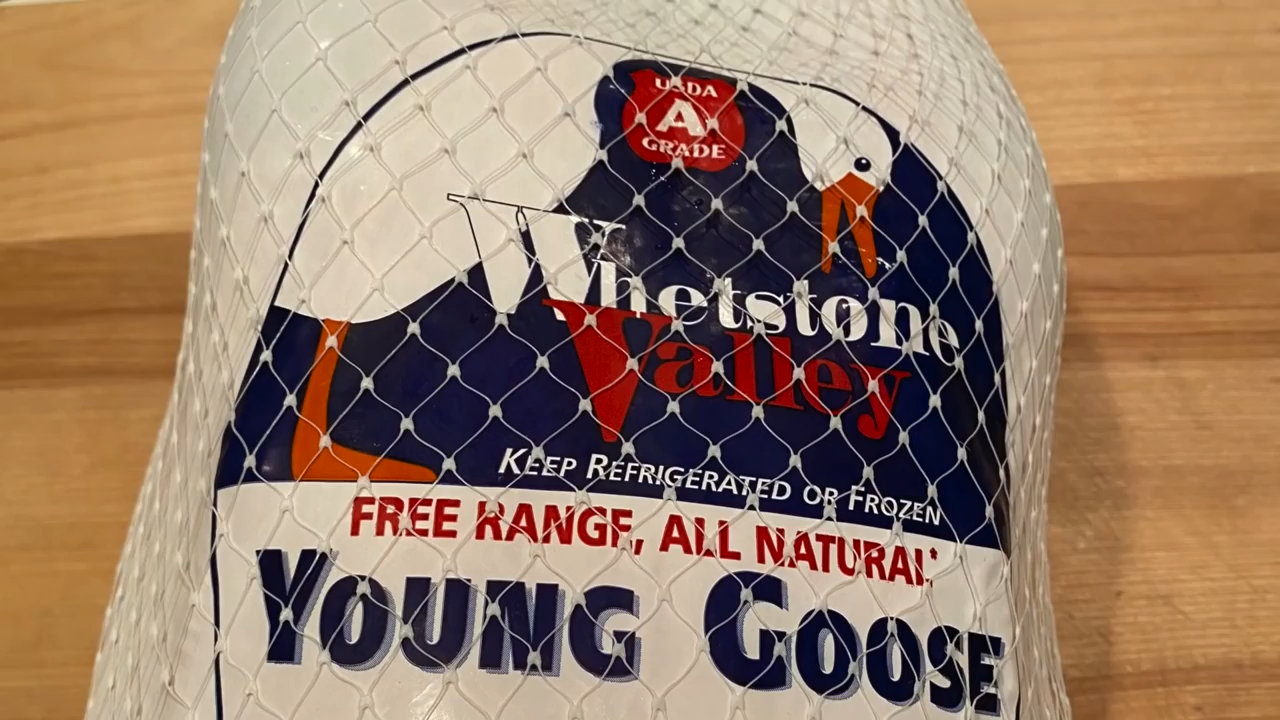 USDA
A
GRADE
Whetstone
Valley
KEEP REFRIGERATED OR FROZEN
FREE RANGE, ALL NATURAL*
YOUNG GOOSE